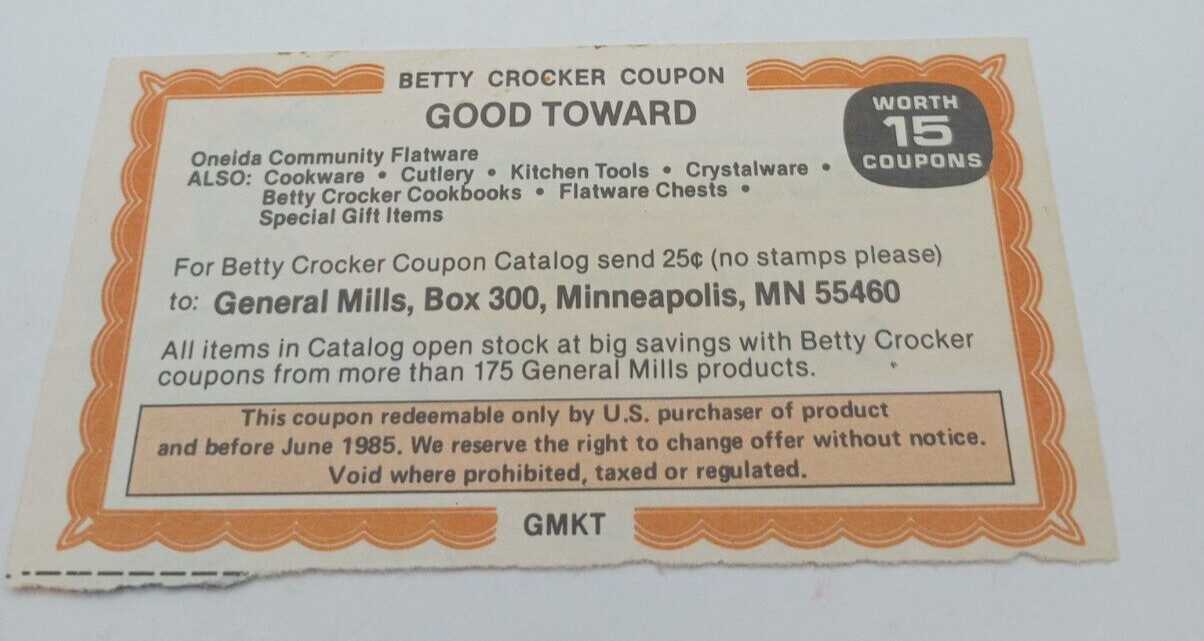 BETTY CROCKER COUPON
GOOD TOWARD
WORTH
15
COUPONS
Oneida Community Flatware
ALSO: Cookware • Cutlery • Kitchen Tools • Crystalware •
Betty Crocker Cookbooks • Flatware Chests •
Special Gift Items
For Betty Crocker Coupon Catalog send 25¢ (no stamps please)
to: General Mills, Box 300, Minneapolis, MN 55460
All items in Catalog open stock at big savings with Betty Crocker
coupons from more than 175 General Mills products.
This coupon redeemable only by U.S. purchaser of product
and before June 1985. We reserve the right to change offer without notice.
Void where prohibited, taxed or regulated.
GMKT